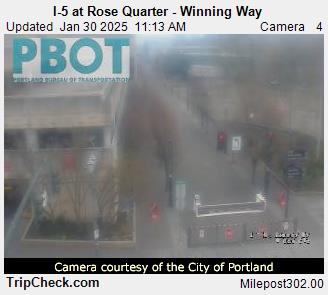 I-5 at Rose Quarter - Winning Way
Updated Jan 30 2025 11:13 AM Camera 4
PBOT
PORTLAND BUREAU OF TRANSPORTATION
Camera courtesy of the City of Portland
TripCheck.com Milepost302.00